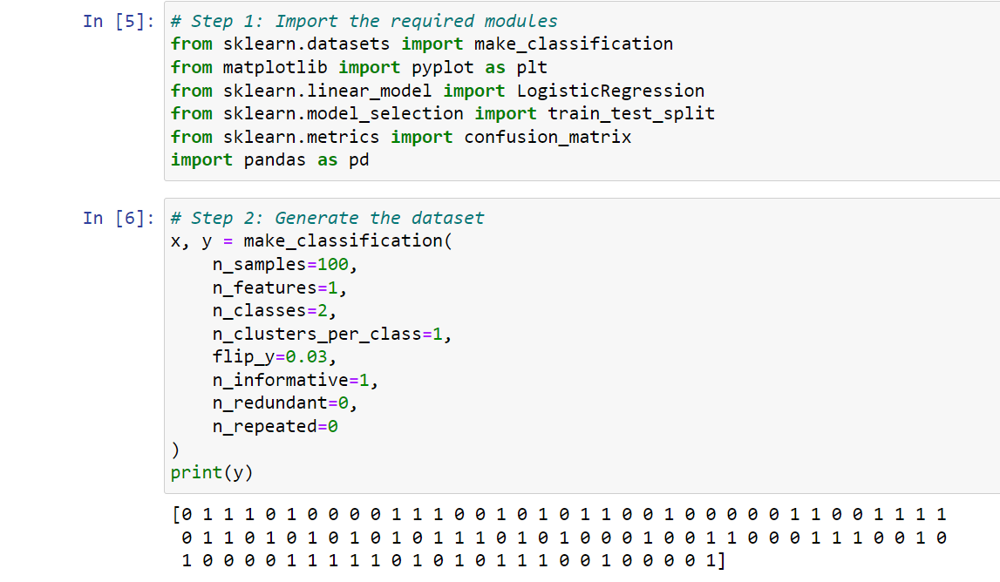 In [5]: # Step 1: Import the required modules
from sklearn.datasets import make_classification
from matplotlib import pyplot as plt
from sklearn.linear_model import LogisticRegression
from sklearn.model_selection import train_test_split
from sklearn.metrics import confusion_matrix
import pandas as pd
In [6]: # Step 2: Generate the dataset
x, y = make_classification(
    n_samples=100,
    n_features=1,
    n_classes=2,
    n_clusters_per_class=1,
    flip_y=0.03,
    n_informative=1,
    n_redundant=0,
    n_repeated=0
)
print(y)
[0 1 1 1 0 1 0 0 0 0 1 1 1 0 0 1 0 1 0 1 1 0 0 1 0 0 0 0 0 1 1 0 0 1 1 1 1
 0 1 1 0 1 0 1 0 1 0 1 0 1 1 1 0 1 0 1 0 0 0 1 0 0 1 1 0 0 0 1 1 1 0 0 1 0
 1 0 0 0 0 1 1 1 1 1 0 1 0 1 0 1 1 1 0 0 1 0 0 0 0 1]